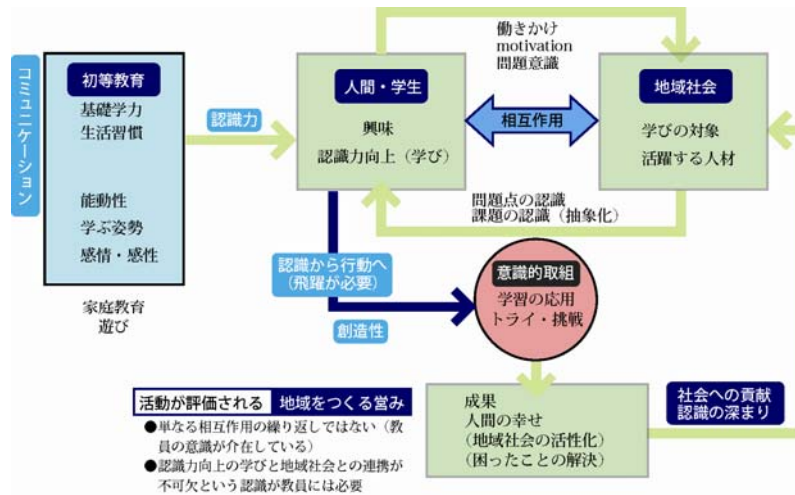 コミュニケーション
初等教育
基礎学力
生活習慣
能動性
学ぶ姿勢
感情・感性
家庭教育
遊び
認識力
人間・学生
興味
認識力向上（学び）
働きかけ
motivation
問題意識
相互作用
地域社会
学びの対象
活躍する人材
問題点の認識
課題の認識（抽象化）
認識から行動へ
（飛躍が必要）
創造性
意識的取組
学習の応用
トライ・挑戦
成果
人間の幸せ
（地域社会の活性化）
（困ったことの解決）
社会への貢献
認識の深まり
活動が評価される 地域をつくる営み
●単なる相互作用の繰り返しではない（教
員の意識が介在している）
●認識力向上の学びと地域社会との連携が
不可欠という認識が教員には必要